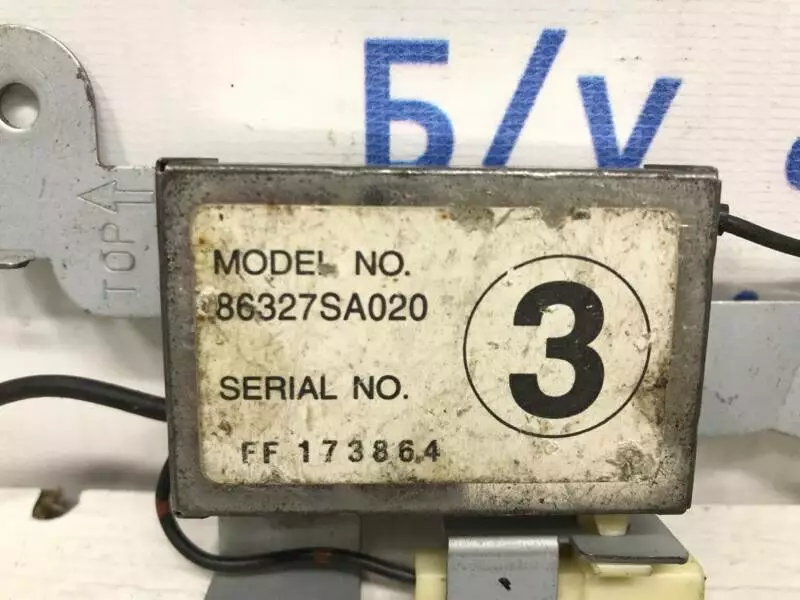 Б/у
TOP
MODEL NO.
86327SA020
3
SERIAL NO.
FF 173864